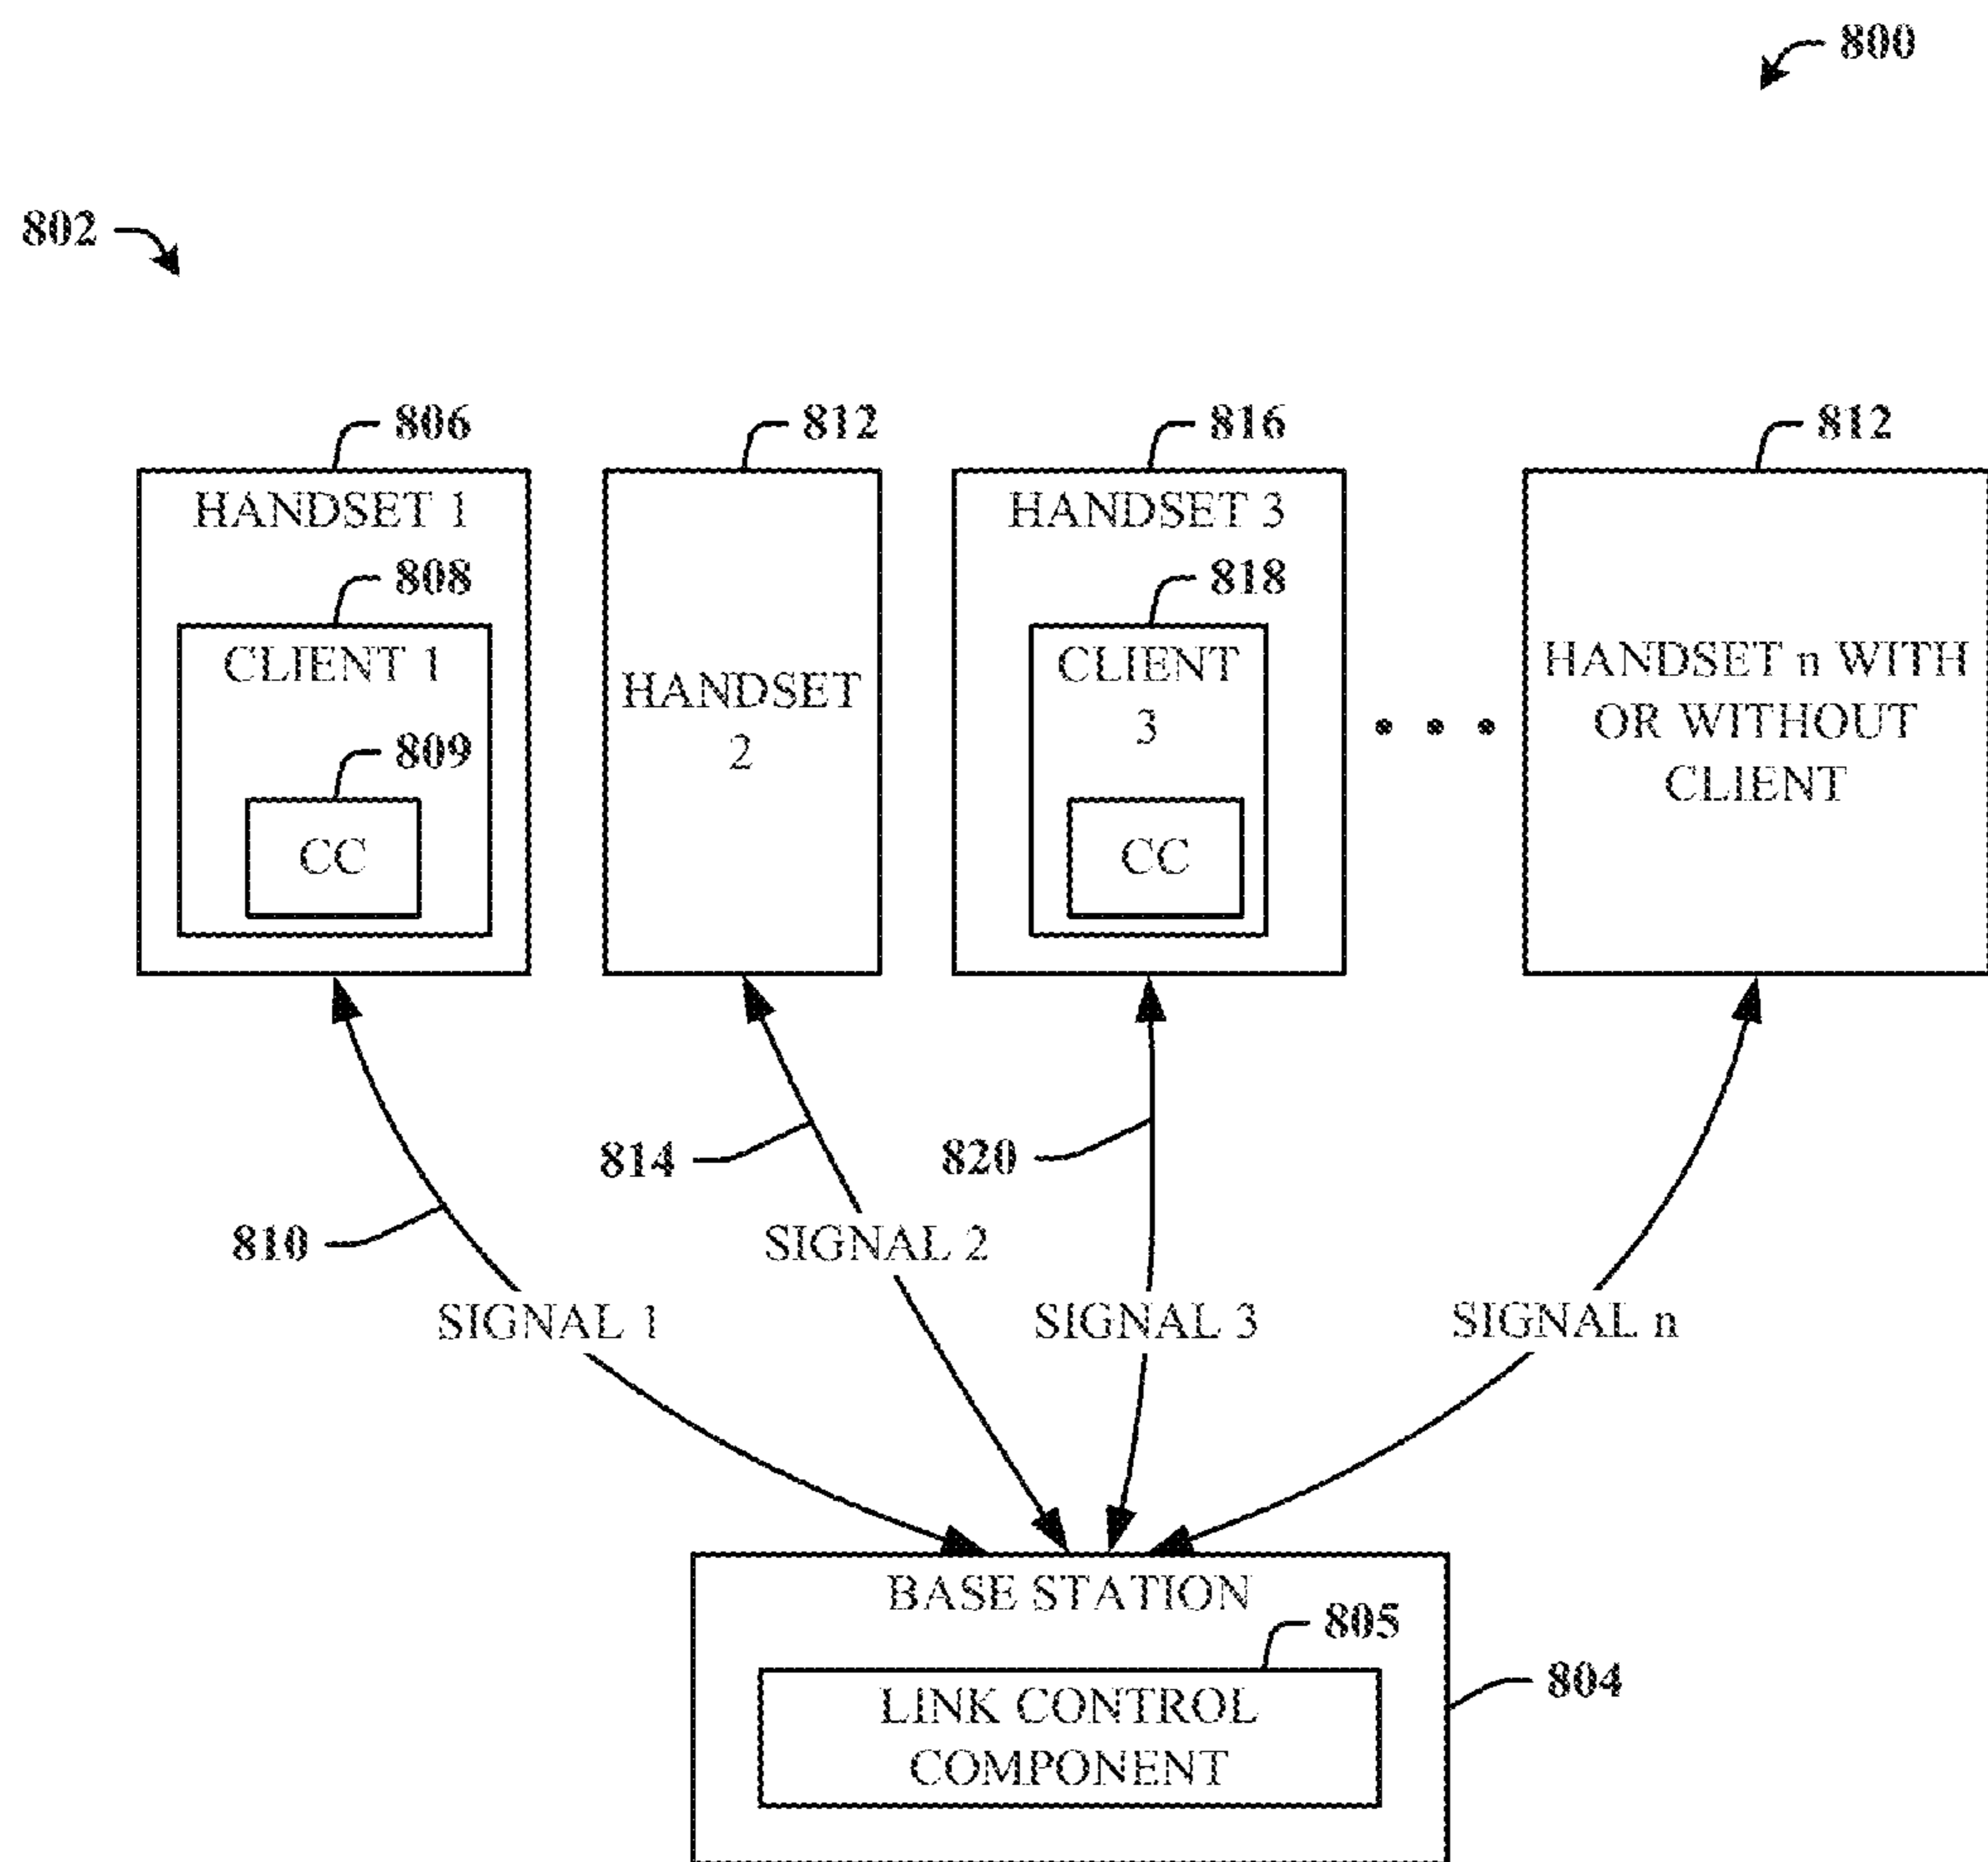 800
802
806
812
816
812
HANDSET 1
HANDSET 3
808
818
CLIENT 1
HANDSET
2
CLIENT
3
HANDSET n WITH
OR WITHOUT
CLIENT
809
CC
CC
814
820
810
SIGNAL 2
SIGNAL 1
SIGNAL 3
SIGNAL n
BASE STATION
805
804
LINK CONTROL
COMPONENT